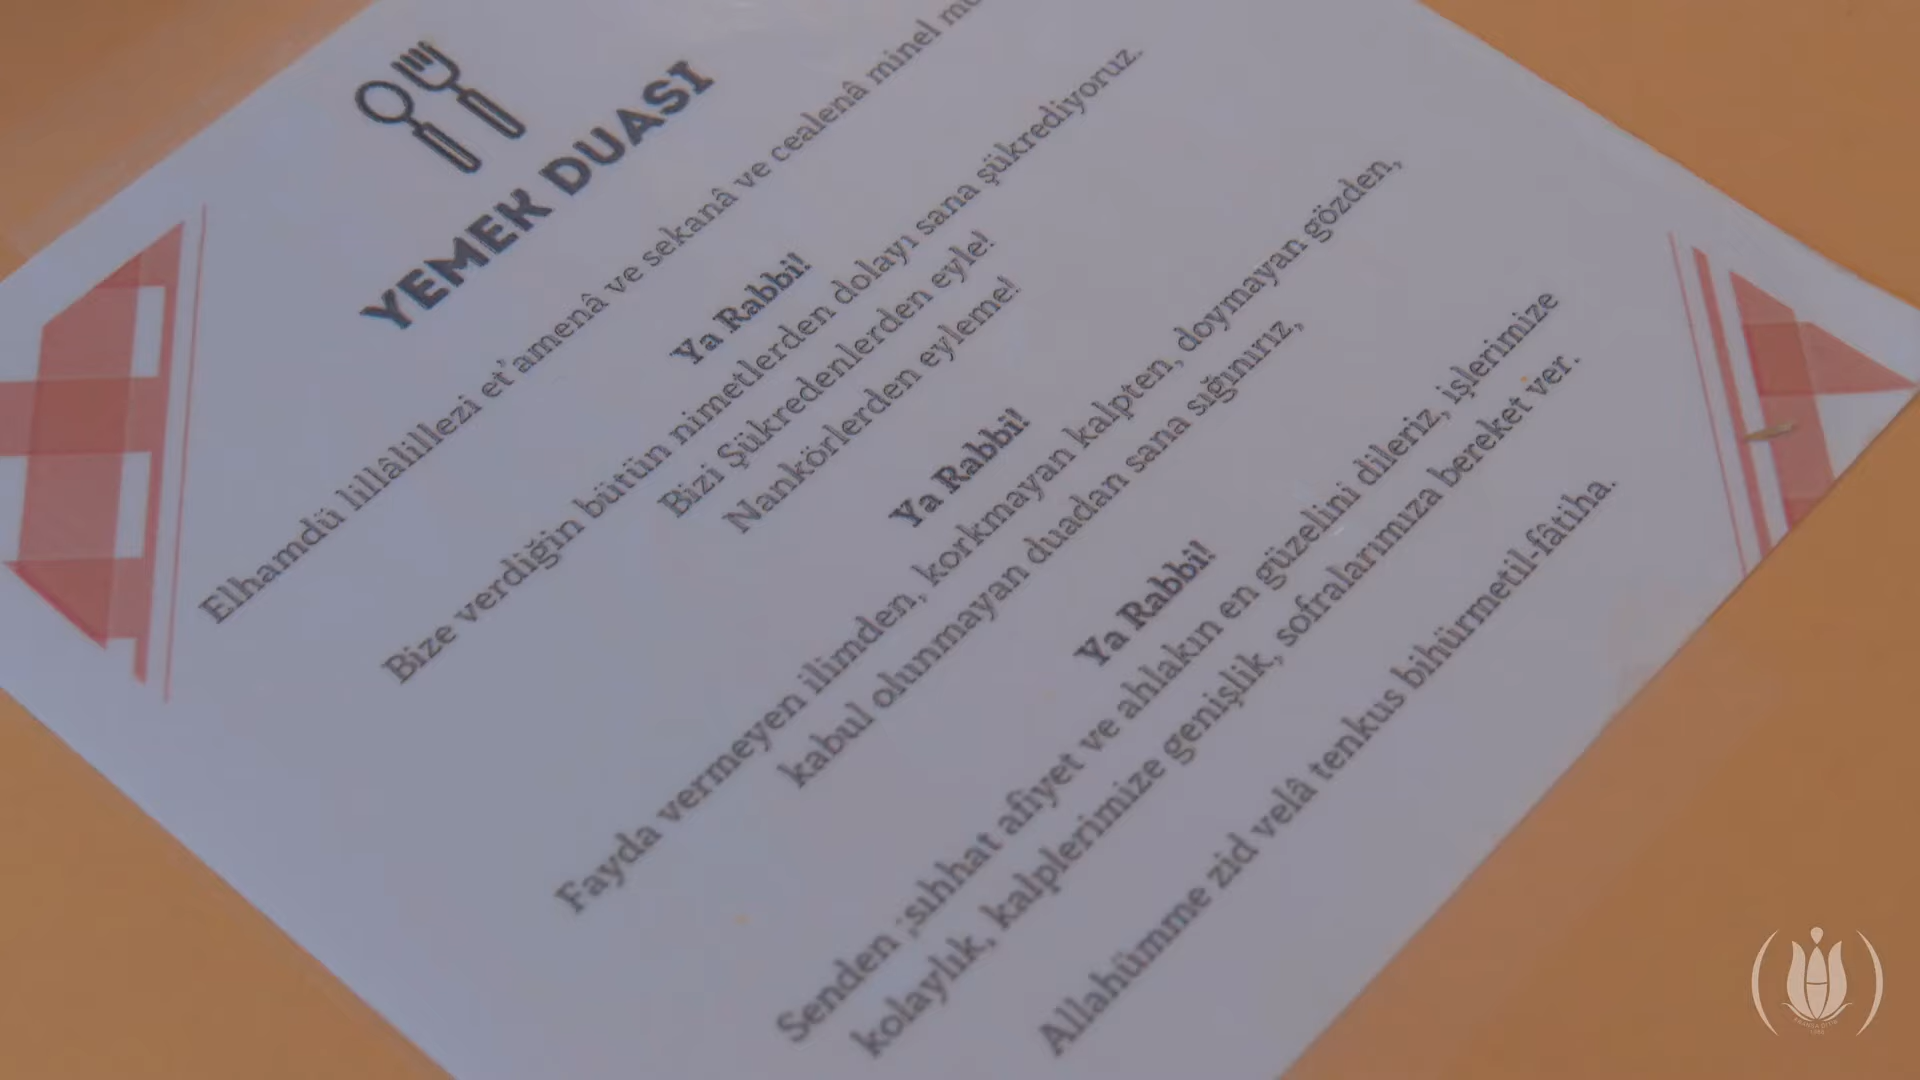 YEMEK DUASI
Elhamdü lillâlillezi et'amenâ ve sekanâ ve cealenâ minel
Ya Rabbi!
Bize verdiğin bütün nimetlerden dolayı sana şükrediyoruz.
Bizi Şükredenlerden eyle!
Nankörlerden eyleme!
Ya Rabbi!
Fayda vermeyen ilimden, korkmayan kalpten, doymayan gözden,
kabul olunmayan duadan sana sığınırız,
Ya Rabbi!
Senden ;sıhhat afiyet ve ahlakın en güzelini dileriz, işlerimize
kolaylık, kalplerimize genişlik, sofralarımıza bereket ver.
Allahümme zid velâ tenkus bihürmetil-fâtiha.